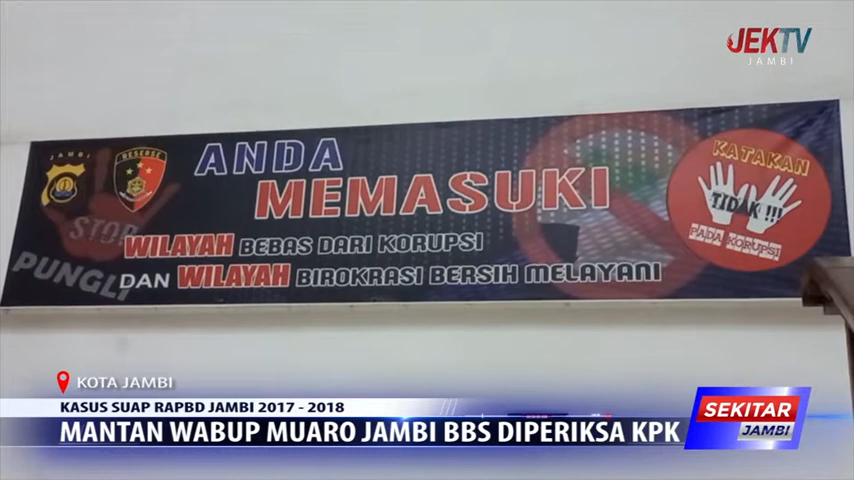 JEKTV
JAMBI
JAMBI
RESERSE
ANDA
MEMASUKI
KATAKAN
TIDAK !!!
PADA KORUPSI
STOP
PUNGLI
WILAYAH BEBAS DARI KORUPSI
DAN WILAYAH BIROKRASI BERSIH MELAYANI
KOTA JAMBI
KASUS SUAP RAPBD JAMBI 2017 - 2018
MANTAN WABUP MUARO JAMBI BBS DIPERIKSA KPK
SEKITAR
JAMBI